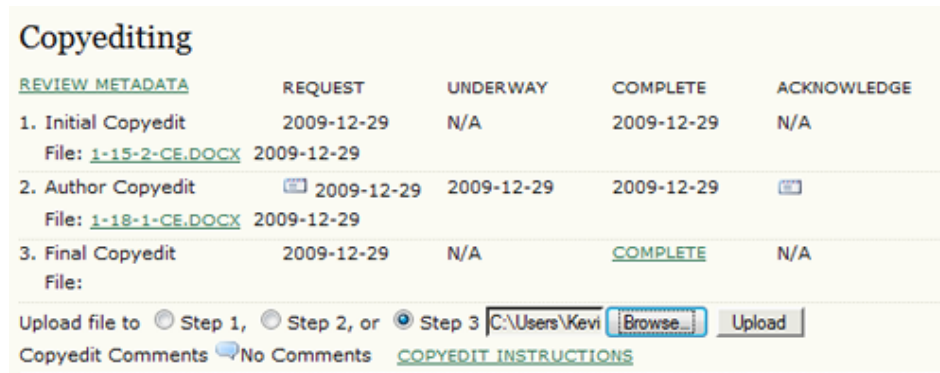 Copyediting
REVIEW METADATA REQUEST UNDERWAY COMPLETE ACKNOWLEDGE
1. Initial Copyedit 2009-12-29 N/A 2009-12-29 N/A
File: 1-15-2-CE.DOCX 2009-12-29
2. Author Copyedit 2009-12-29 2009-12-29 2009-12-29
File: 1-18-1-CE.DOCX 2009-12-29
3. Final Copyedit 2009-12-29 N/A COMPLETE N/A
File:
Upload file to Step 1, Step 2, or Step 3 C:\Users\Kevi Browse... Upload
Copyedit Comments No Comments COPYEDIT INSTRUCTIONS